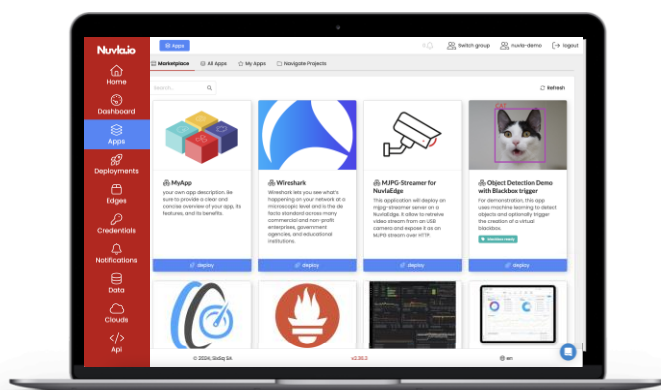 Nuvla.io
Home
Dashboard
Apps
Deployments
Edges
Credentials
Notifications
Data
Clouds
Api
Apps
Switch group
nuvla-demo
logout
Marketplace
All Apps
My Apps
Navigate Projects
Search...
Refresh
MyApp
your own app description. Be
sure to provide a clear and
concise overview of your app, its
features, and its benefits.
deploy
Wireshark
Wireshark lets you see what's
happening on your network at a
microscopic level and is the de
facto standard across many
commercial and non-profit
enterprises, government
agencies, and educational
institutions.
deploy
MJPG-Streamer for
NuvlaEdge
This application will deploy an
mjpg-streamer server on a
NuvlaEdge. It allow to retreive
video stream from an USB
camera and expose it as an
MJPG stream over HTTP.
deploy
CAT
Object Detection Demo
with Blackbox trigger
For demonstration, this app
uses machine learning to detect
objects and optionally trigger
the creation of a virtual
blackbox.
deploy
© 2024, SixSq SA
en